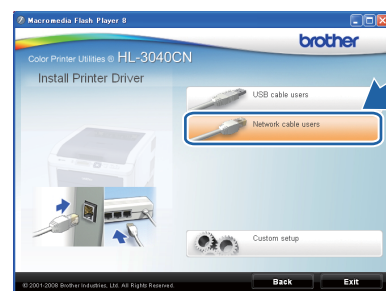 Macromedia Flash Player 8
brother
Color Printer Utilities © HL-3040CN
Install Printer Driver
USB cable users
Network cable users
Custom setup
© 2001-2008 Brother Industries, Ltd. All Rights Reserved.
Back
Exit